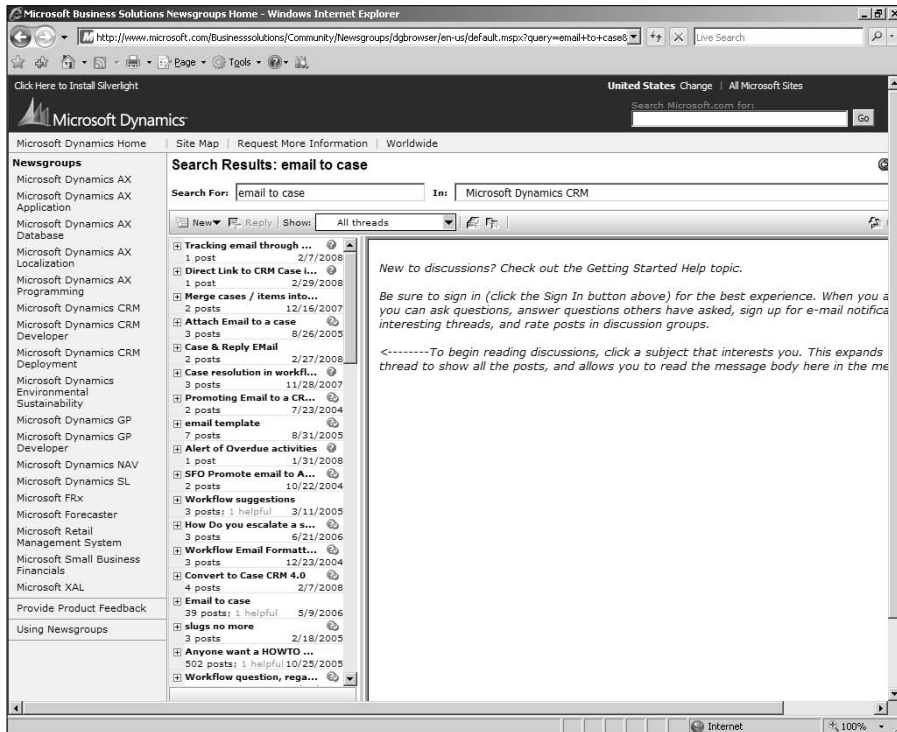 Microsoft Business Solutions Newsgroups Home - Windows Internet Explorer
http://www.microsoft.com/Businesssolutions/Community/Newsgroups/dgbrowser/en-us/default.mspx?query=email+to+case&
Live Search
Page
Tools
Click Here to Install Silverlight
United States Change | All Microsoft Sites
Microsoft Dynamics
Search Microsoft.com for:
Go
Microsoft Dynamics Home | Site Map | Request More Information | Worldwide
Newsgroups
Microsoft Dynamics AX
Microsoft Dynamics AX
Application
Microsoft Dynamics AX
Database
Microsoft Dynamics AX
Localization
Microsoft Dynamics AX
Programming
Microsoft Dynamics CRM
Microsoft Dynamics CRM
Developer
Microsoft Dynamics CRM
Deployment
Microsoft Dynamics
Environmental
Sustainability
Microsoft Dynamics GP
Microsoft Dynamics GP
Developer
Microsoft Dynamics NAV
Microsoft Dynamics SL
Microsoft FRx
Microsoft Forecaster
Microsoft Retail
Management System
Microsoft Small Business
Financials
Microsoft XAL
Provide Product Feedback
Using Newsgroups
Search Results: email to case
Search For: email to case In: Microsoft Dynamics CRM
New Reply Show: All threads
Tracking email through ...
1 post 2/7/2008
Direct Link to CRM Case i...
1 post 2/29/2008
Merge cases / items into...
2 posts 12/16/2007
Attach Email to a case
3 posts 8/26/2005
Case & Reply EMail
2 posts 2/27/2008
Case resolution in workfl...
3 posts 11/28/2007
Promoting Email to a CR...
2 posts 7/23/2004
email template
7 posts 8/31/2005
Alert of Overdue activities
1 post 1/31/2008
SFO Promote email to A...
2 posts 10/22/2004
Workflow suggestions
3 posts; 1 helpful 3/11/2005
How Do you escalate a s...
3 posts 6/21/2006
Workflow Email Formatt...
3 posts 12/23/2004
Convert to Case CRM 4.0
4 posts 2/7/2008
Email to case
39 posts; 1 helpful 5/9/2006
slugs no more
3 posts 2/18/2005
Anyone want a HOWTO ...
502 posts; 1 helpful 10/25/2005
Workflow question, rega...
New to discussions? Check out the Getting Started Help topic.
Be sure to sign in (click the Sign In button above) for the best experience. When you a
you can ask questions, answer questions others have asked, sign up for e-mail notifica
interesting threads, and rate posts in discussion groups.
<--------To begin reading discussions, click a subject that interests you. This expands
thread to show all the posts, and allows you to read the message body here in the me
Internet
100%